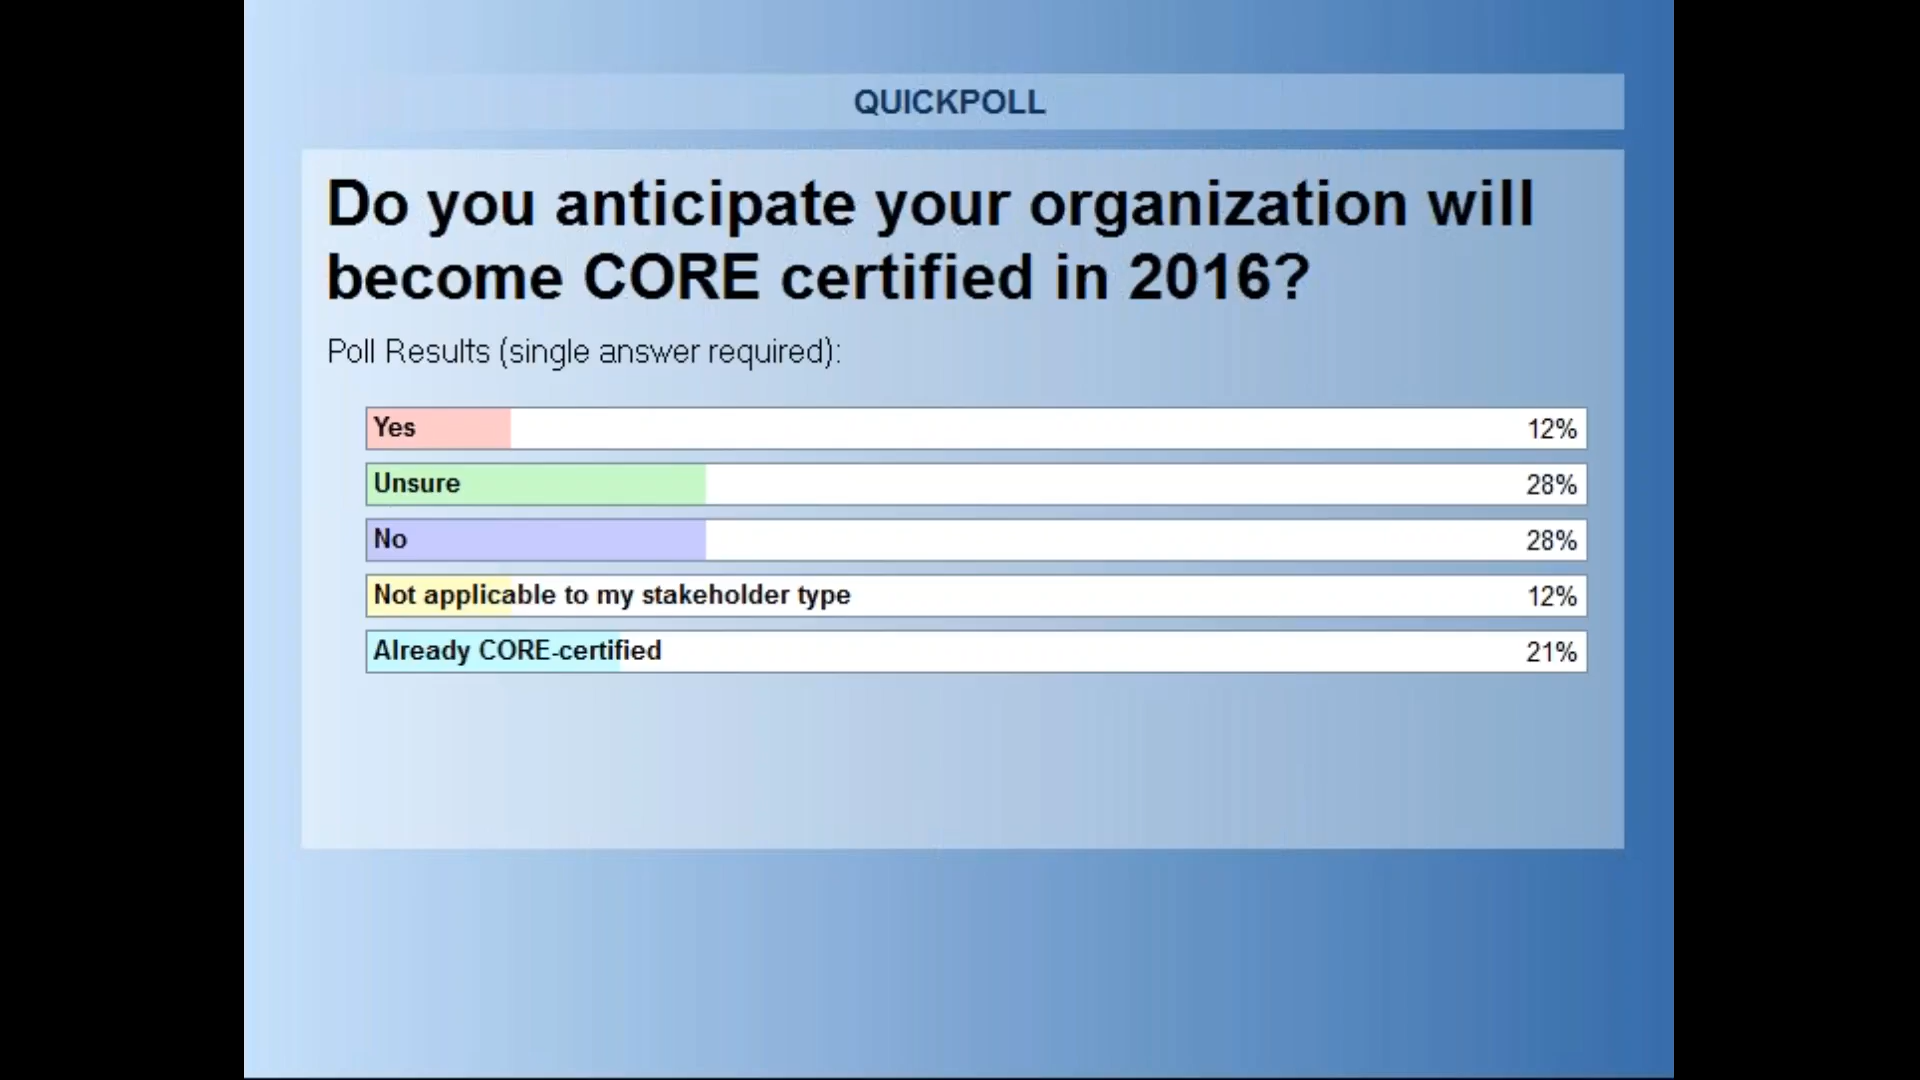 QUICKPOLL
Do you anticipate your organization will
become CORE certified in 2016?
Poll Results (single answer required):
Yes 12%
Unsure 28%
No 28%
Not applicable to my stakeholder type 12%
Already CORE-certified 21%